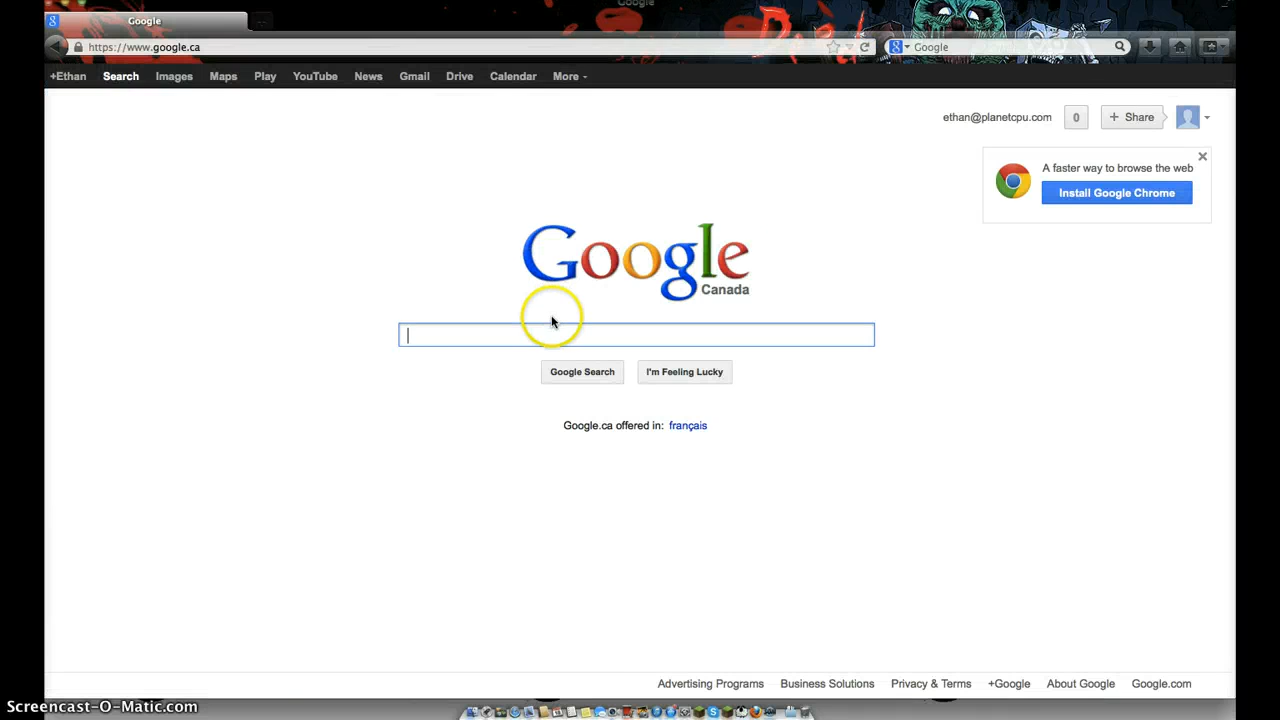 Google
Google
https://www.google.ca
Google
+Ethan Search Images Maps Play YouTube News Gmail Drive Calendar More
ethan@planetcpu.com 0 + Share
A faster way to browse the web
Install Google Chrome
Google
Canada
Google Search I'm Feeling Lucky
Google.ca offered in: français
Advertising Programs Business Solutions Privacy & Terms +Google About Google Google.com
Screencast-O-Matic.com